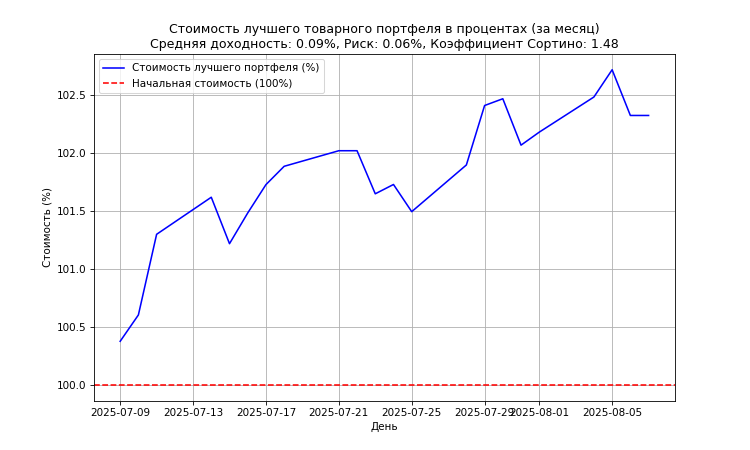 Стоимость лучшего товарного портфеля в процентах (за месяц)
Средняя доходность: 0.09%, Риск: 0.06%, Коэффициент Сортино: 1.48
Стоимость лучшего портфеля (%)
Начальная стоимость (100%)
Стоимость (%)
102.5
102.0
101.5
101.0
100.5
100.0
2025-07-09 2025-07-13 2025-07-17 2025-07-21 2025-07-25 2025-07-29 2025-08-01 2025-08-05
День